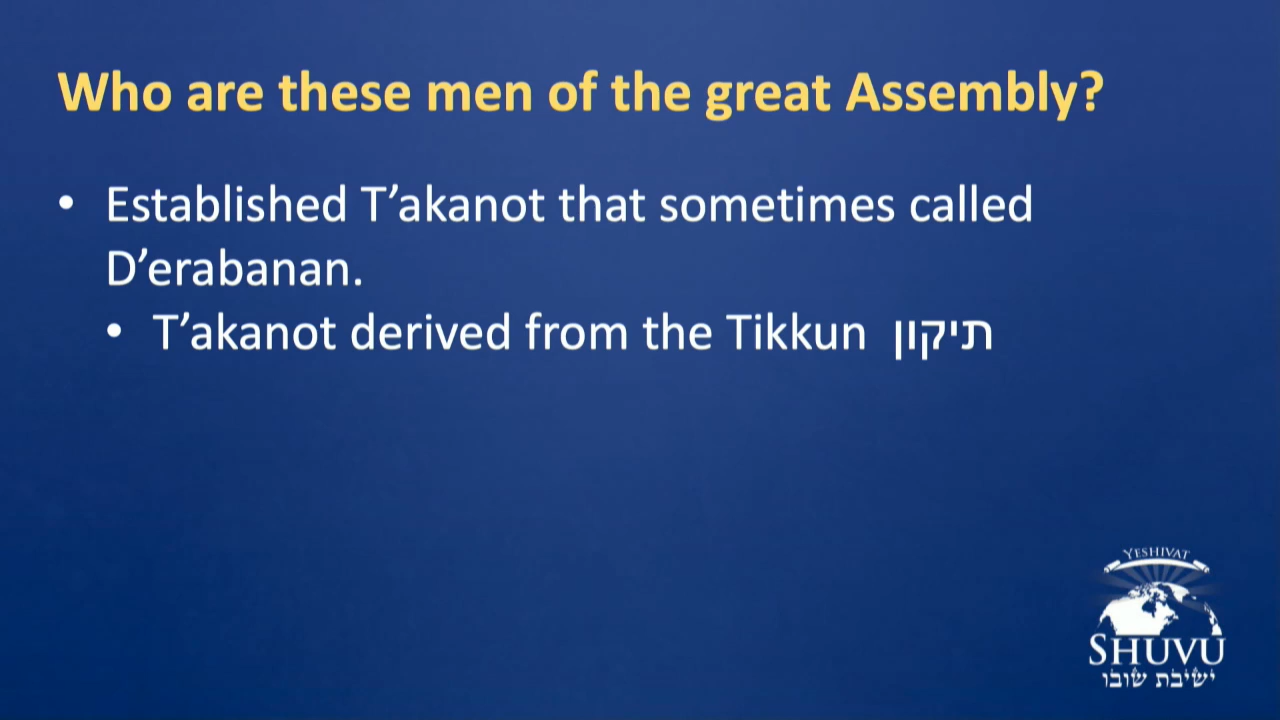 Who are these men of the great Assembly?
• Established T’akanot that sometimes called
D’erabanan.
• T’akanot derived from the Tikkun תיקון
YESHIVAT
SHUVU
ישיבת שובו